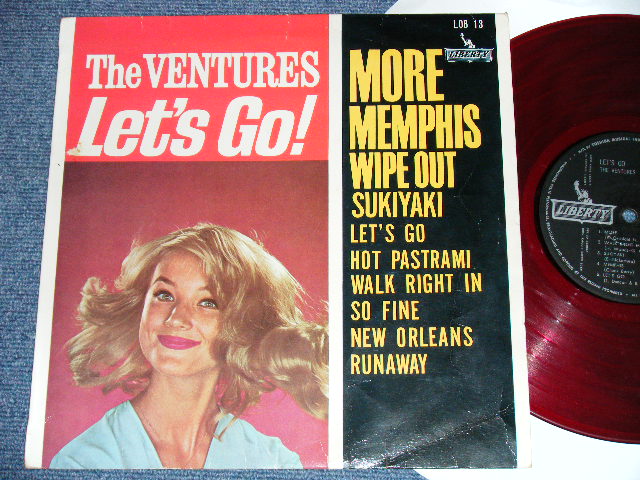 The VENTURES
Let's Go!
LOB 13
LIBERTY
MORE
MEMPHIS
WIPE OUT
SUKIYAKI
LET'S GO
HOT PASTRAMI
WALK RIGHT IN
SO FINE
NEW ORLEANS
RUNAWAY
LET'S GO
THE VENTURES
LIBERTY